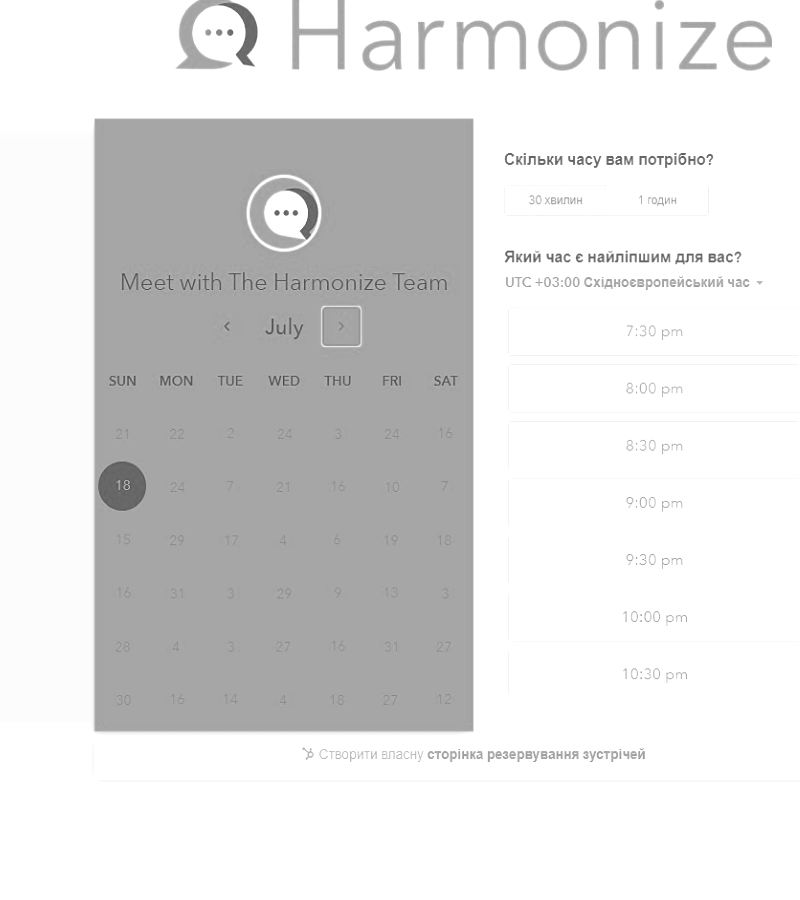 Harmonize
Meet with The Harmonize Team
July
SUN MON TUE WED THU FRI SAT
21 22 2 24 3 24 16
18 24 7 21 16 10 7
15 29 17 4 6 19 18
16 31 3 29 9 13 3
28 4 3 27 16 31 27
30 16 14 4 18 27 12
Скільки часу вам потрібно?
30 хвилин 1 годин
Який час є найліпшим для вас?
UTC +03:00 Східноєвропейський час
7:30 pm
8:00 pm
8:30 pm
9:00 pm
9:30 pm
10:00 pm
10:30 pm
Створити власну сторінка резервування зустрічей